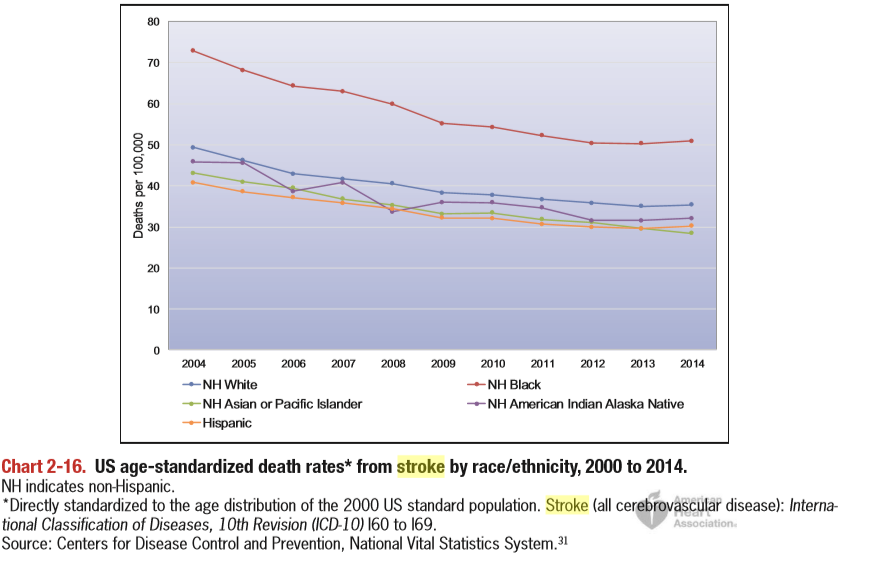 80
70
60
50
40
30
20
10
0
Deaths per 100,000
2004 2005 2006 2007 2008 2009 2010 2011 2012 2013 2014
NH White NH Black
NH Asian or Pacific Islander NH American Indian Alaska Native
Hispanic
Chart 2-16. US age-standardized death rates* from stroke by race/ethnicity, 2000 to 2014.
NH indicates non-Hispanic.
*Directly standardized to the age distribution of the 2000 US standard population. Stroke (all cerebrovascular disease): Interna-
tional Classification of Diseases, 10th Revision (ICD-10) I60 to I69.
Source: Centers for Disease Control and Prevention, National Vital Statistics System.31
American
Heart
Association®